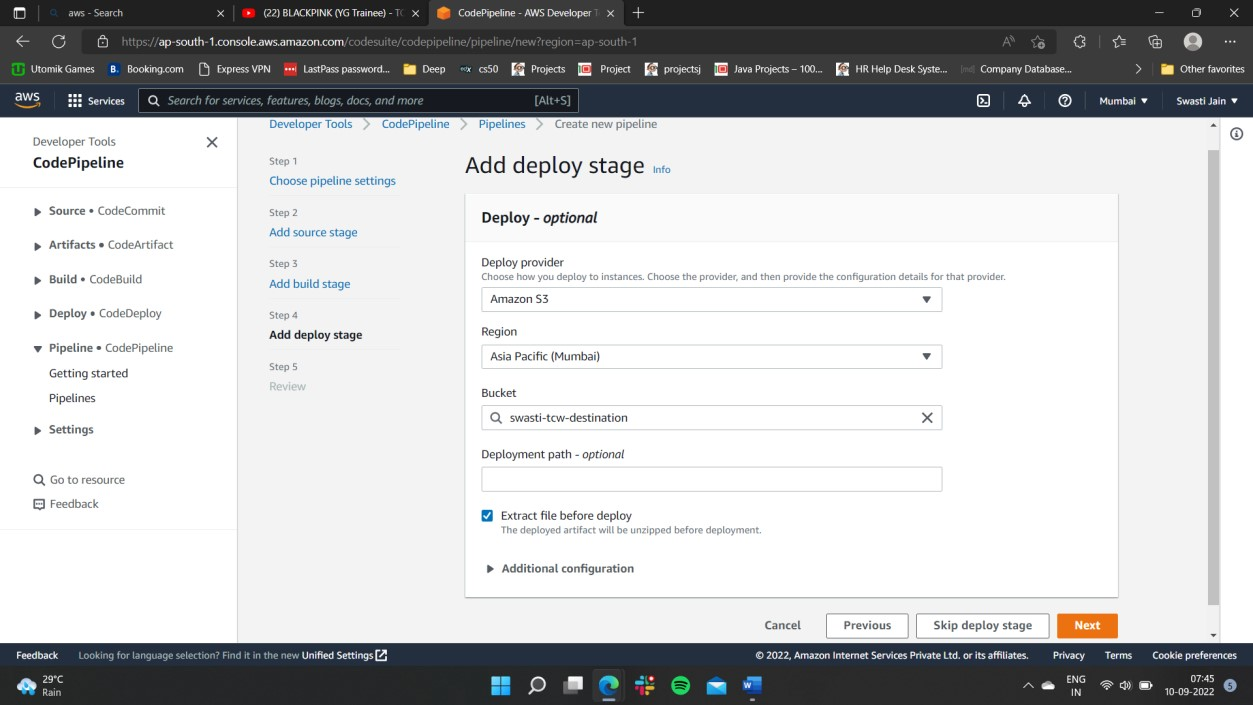 aws - Search
(22) BLACKPINK (YG Trainee) - TO
CodePipeline - AWS Developer T
https://ap-south-1.console.aws.amazon.com/codesuite/codepipeline/pipeline/new?region=ap-south-1
Utomik Games
Booking.com
Express VPN
LastPass password...
Deep
cs50
Projects
Project
projectsj
Java Projects – 100...
HR Help Desk Syste...
Company Database...
Other favorites
aws
Services
Search for services, features, blogs, docs, and more
[Alt+S]
Mumbai
Swasti Jain
Developer Tools
CodePipeline
Source • CodeCommit
Artifacts • CodeArtifact
Build • CodeBuild
Deploy • CodeDeploy
Pipeline • CodePipeline
Getting started
Pipelines
Settings
Go to resource
Feedback
Developer Tools
CodePipeline
Pipelines
Create new pipeline
Step 1
Choose pipeline settings
Step 2
Add source stage
Step 3
Add build stage
Step 4
Add deploy stage
Step 5
Review
Add deploy stage Info
Deploy - optional
Deploy provider
Choose how you deploy to instances. Choose the provider, and then provide the configuration details for that provider.
Amazon S3
Region
Asia Pacific (Mumbai)
Bucket
swasti-tcw-destination
Deployment path - optional
Extract file before deploy
The deployed artifact will be unzipped before deployment.
Additional configuration
Cancel
Previous
Skip deploy stage
Next
Feedback
Looking for language selection? Find it in the new Unified Settings
© 2022, Amazon Internet Services Private Ltd. or its affiliates.
Privacy
Terms
Cookie preferences
29°C
Rain
ENG
IN
07:45
10-09-2022
5